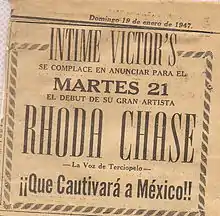 Domingo 19 de enero de 1947.
INTIME VICTOR'S
SE COMPLACE EN ANUNCIAR PARA EL
MARTES 21
EL DEBUT DE SU GRAN ARTISTA
RHODA CHASE
—La Voz de Terciopelo—
¡¡Que Cautivará a México!!